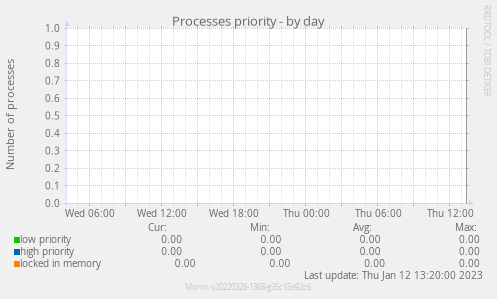 Processes priority - by day
RRDTOOL / TOBI OETIKER
Number of processes
1.0
0.9
0.8
0.7
0.6
0.5
0.4
0.3
0.2
0.1
0.0
Wed 06:00 Wed 12:00 Wed 18:00 Thu 00:00 Thu 06:00 Thu 12:00
Cur: Min: Avg: Max:
low priority 0.00 0.00 0.00 0.00
high priority 0.00 0.00 0.00 0.00
locked in memory 0.00 0.00 0.00 0.00
Last update: Thu Jan 12 13:20:00 2023
Munin v20220328-1368-g35c15e92c6